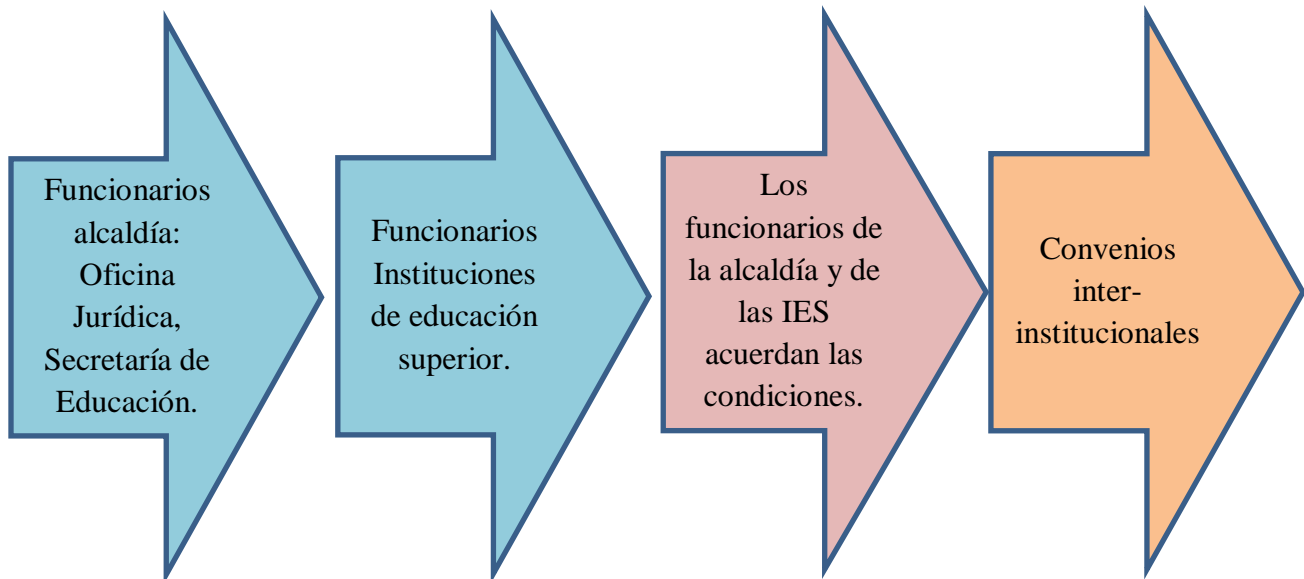 Funcionarios
alcaldía:
Oficina
Jurídica,
Secretaría de
Educación.
Funcionarios
Instituciones
de educación
superior.
Los
funcionarios de
la alcaldía y de
las IES
acuerdan las
condiciones.
Convenios
inter-
institucionales